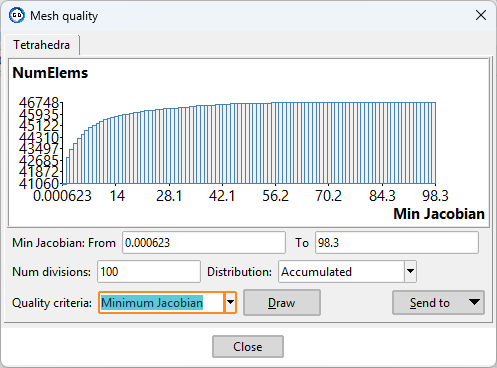 GiD Mesh quality
Tetrahedra
NumElems
46748
45935
45122
44310
43497
42685
41872
41060
0.000623 14 28.1 42.1 56.2 70.2 84.3 98.3
Min Jacobian
Min Jacobian: From 0.000623 To 98.3
Num divisions: 100 Distribution: Accumulated
Quality criteria: Minimum Jacobian Draw Send to
Close